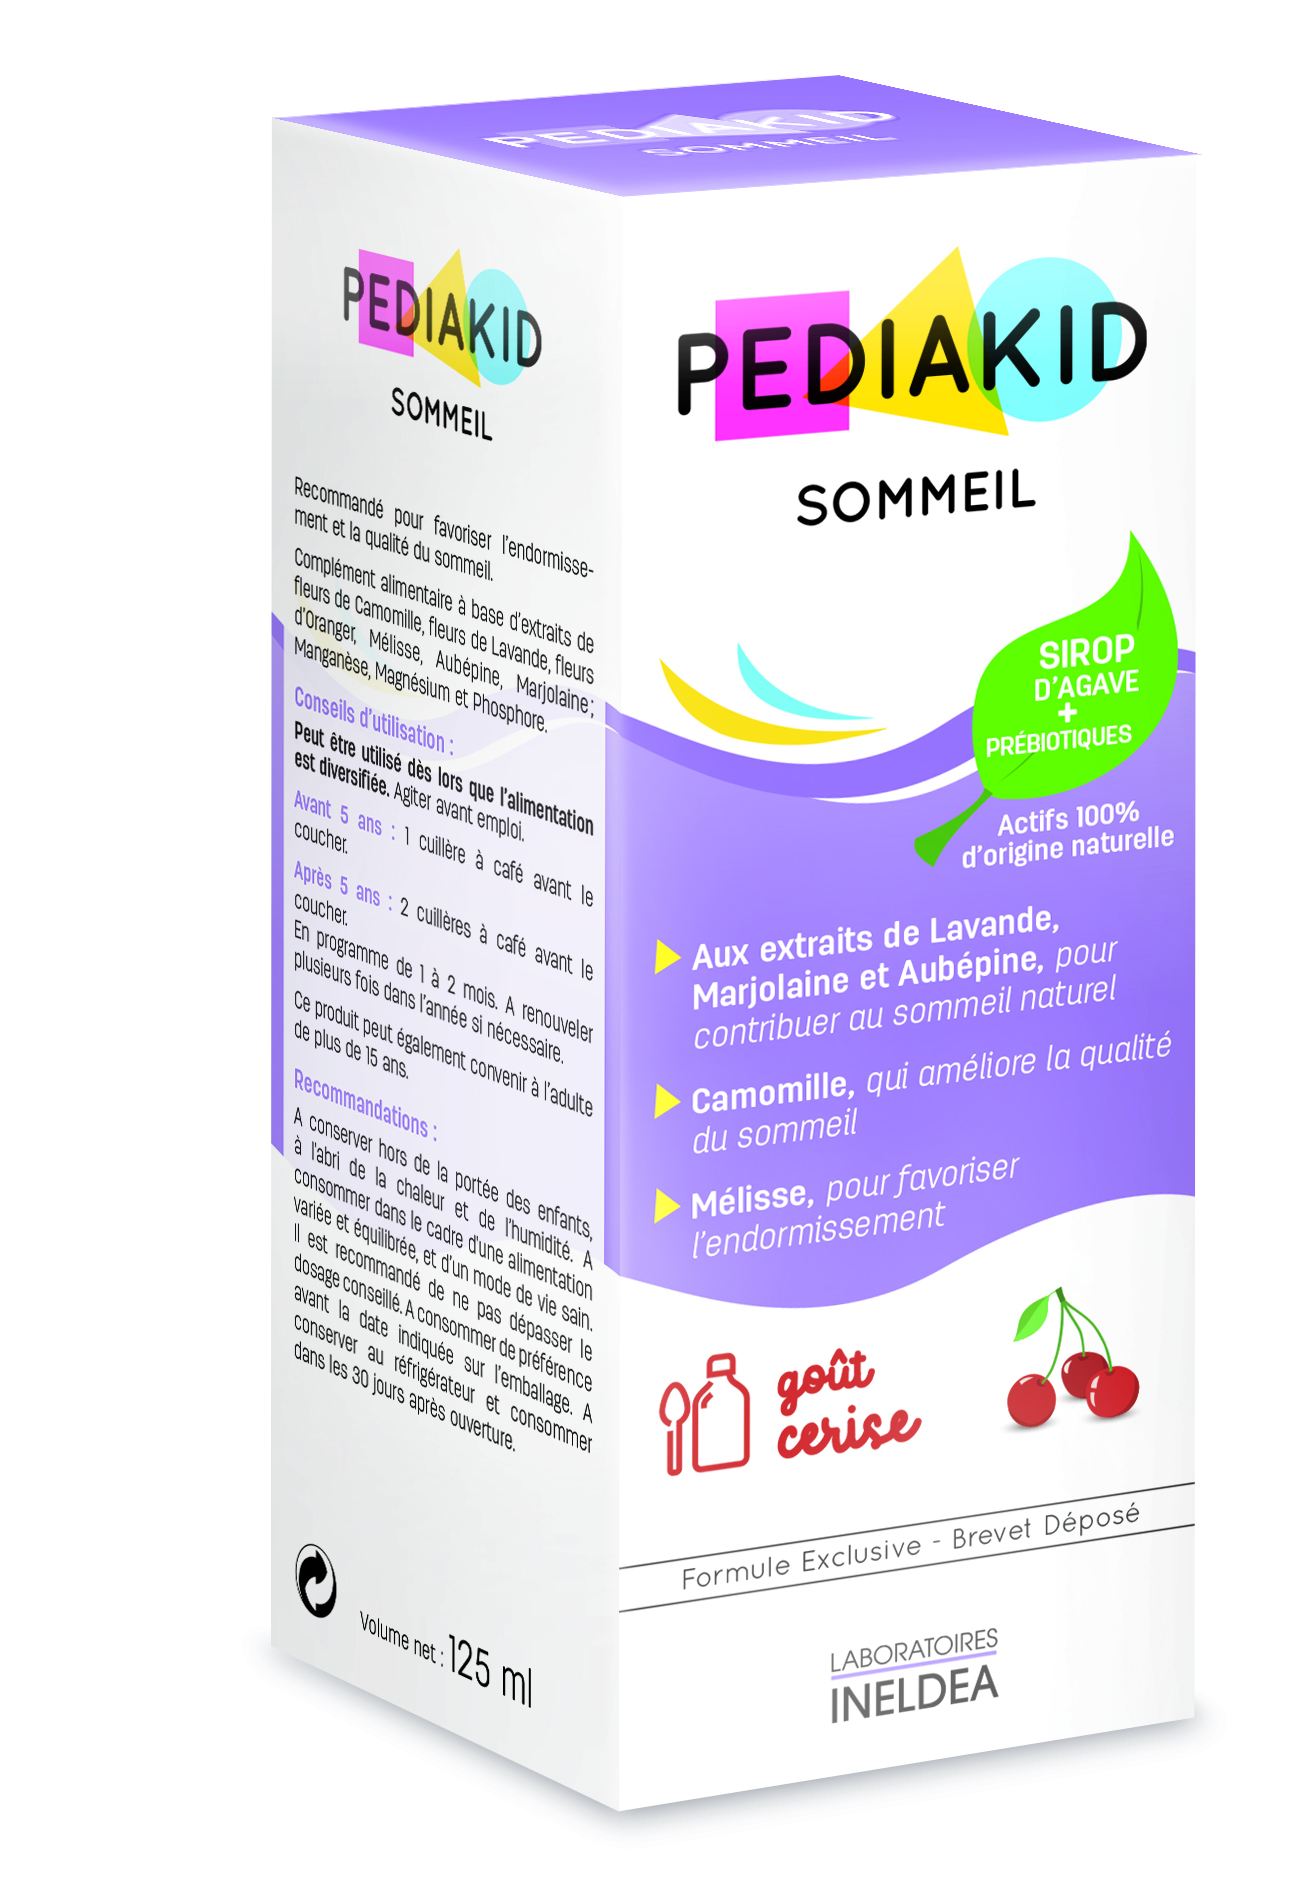 PEDIAKID
SOMMEIL
PEDIAKID
SOMMEIL
Recommandé pour favoriser l'endormisse-
ment et la qualité du sommeil.
Complément alimentaire à base d'extraits de
fleurs de Camomille, fleurs de Lavande, fleurs
d'Oranger, Mélisse, Aubépine, Marjolaine;
Manganèse, Magnésium et Phosphore.
Conseils d'utilisation :
Peut être utilisé dès lors que l'alimentation
est diversifiée. Agiter avant emploi.
Avant 5 ans : 1 cuillère à café avant le
coucher.
Après 5 ans : 2 cuillères à café avant le
coucher.
En programme de 1 à 2 mois. A renouveler
plusieurs fois dans l'année si nécessaire.
Ce produit peut également convenir à l'adulte
de plus de 15 ans.
Recommandations :
A conserver hors de la portée des enfants,
à l'abri de la chaleur et de l'humidité. A
consommer dans le cadre d'une alimentation
variée et équilibrée, et d'un mode de vie sain.
Il est recommandé de ne pas dépasser le
dosage conseillé. A consommer de préférence
avant la date indiquée sur l'emballage. A
conserver au réfrigérateur et consommer
dans les 30 jours après ouverture.
Volume net : 125 ml
PEDIAKID
SOMMEIL
SIROP
D'AGAVE
+
PRÉBIOTIQUES
Actifs 100%
d'origine naturelle
Aux extraits de Lavande,
Marjolaine et Aubépine, pour
contribuer au sommeil naturel
Camomille, qui améliore la qualité
du sommeil
Mélisse, pour favoriser
l'endormissement
goût
cerise
Formule Exclusive - Brevet Déposé
LABORATOIRES
INELDEA